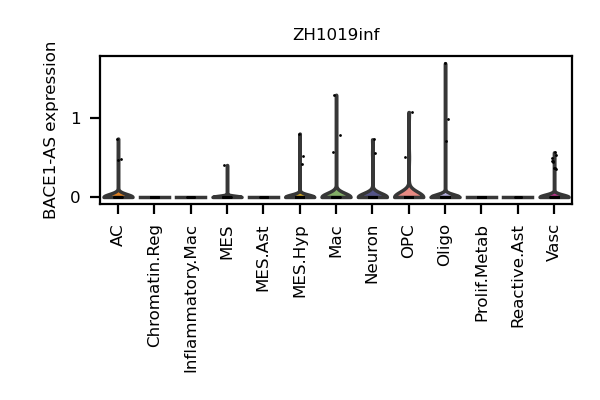 ZH1019inf
BACE1-AS expression
1
0
AC
Chromatin.Reg
Inflammatory.Mac
MES
MES.Ast
MES.Hyp
Mac
Neuron
OPC
Oligo
Prolif.Metab
Reactive.Ast
Vasc